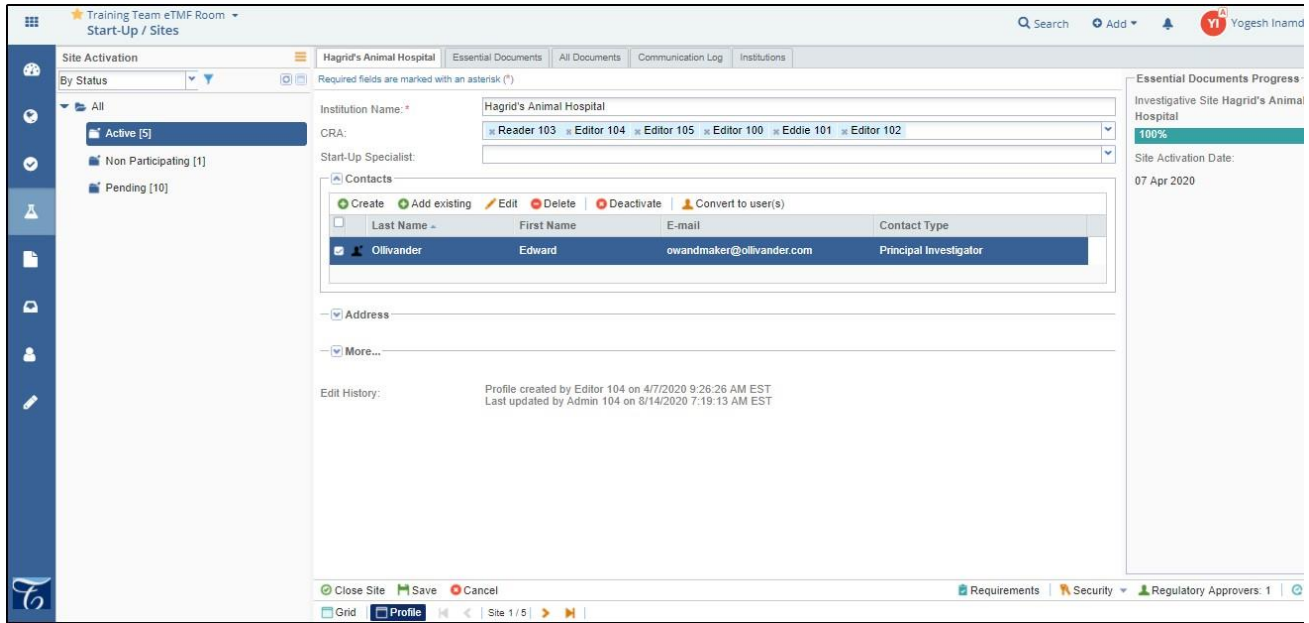 Training Team eTMF Room
Start-Up / Sites
Search
Add
A
YI
Yogesh Inamd
Site Activation
By Status
All
Active [5]
Non Participating [1]
Pending [10]
Hagrid's Animal Hospital
Essential Documents
All Documents
Communication Log
Institutions
Required fields are marked with an asterisk (*)
Institution Name:*
Hagrid's Animal Hospital
CRA:
Reader 103 Editor 104 Editor 105 Editor 100 Eddie 101 Editor 102
Start-Up Specialist:
Contacts
Create Add existing Edit Delete Deactivate Convert to user(s)
Last Name First Name E-mail Contact Type
Ollivander Edward owandmaker@ollivander.com Principal Investigator
Address
More...
Edit History:
Profile created by Editor 104 on 4/7/2020 9:26:26 AM EST
Last updated by Admin 104 on 8/14/2020 7:19:13 AM EST
Essential Documents Progress
Investigative Site Hagrid's Animal
Hospital
100%
Site Activation Date:
07 Apr 2020
Close Site Save Cancel
Requirements Security Regulatory Approvers: 1
Grid Profile Site 1 / 5